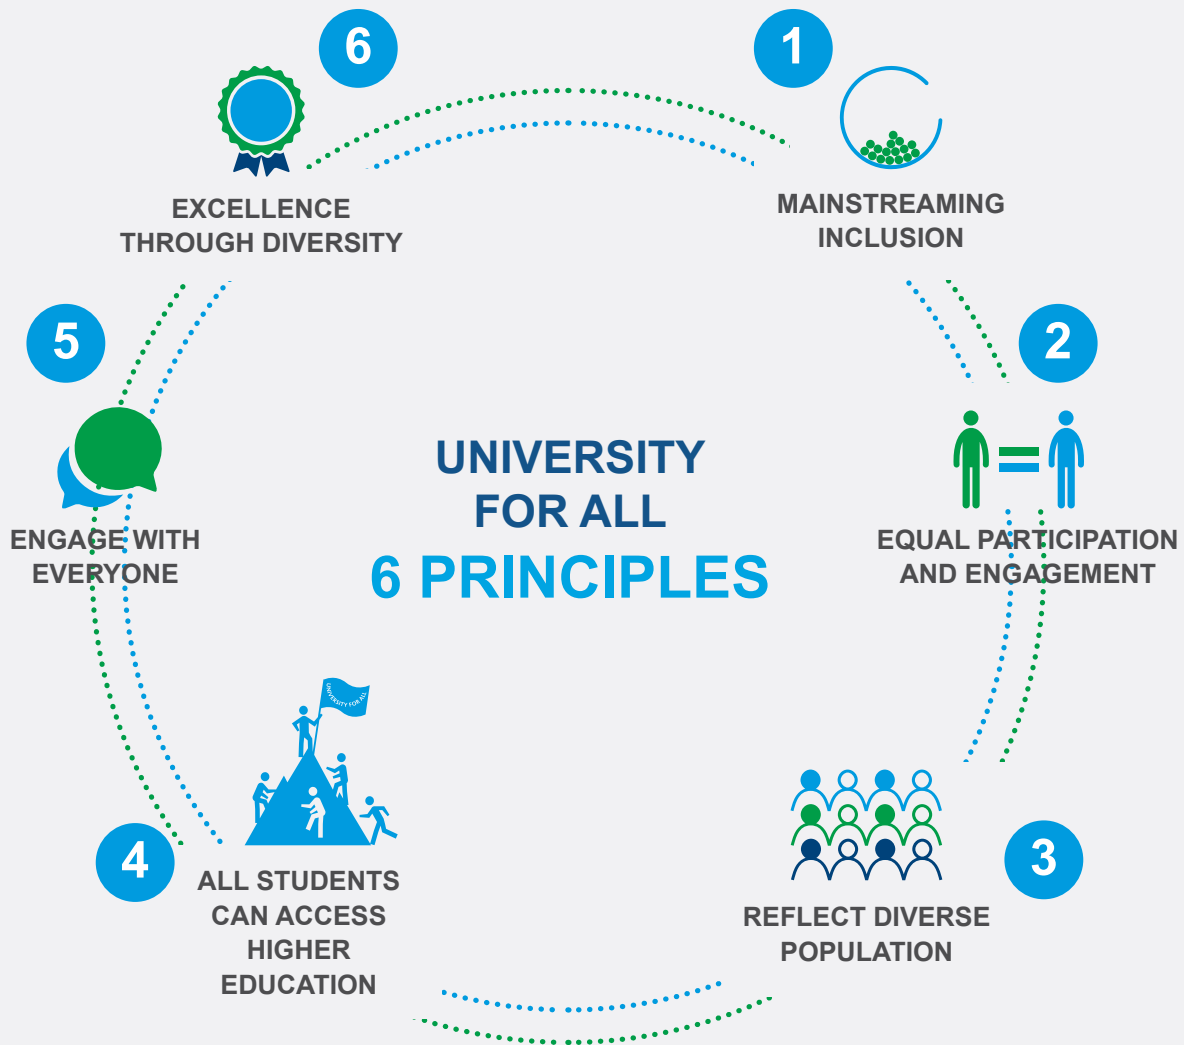 UNIVERSITY
FOR ALL
6 PRINCIPLES
1
MAINSTREAMING
INCLUSION
2
EQUAL PARTICIPATION
AND ENGAGEMENT
3
REFLECT DIVERSE
POPULATION
4
UNIVERSITY FOR ALL
ALL STUDENTS
CAN ACCESS
HIGHER
EDUCATION
5
ENGAGE WITH
EVERYONE
6
EXCELLENCE
THROUGH DIVERSITY